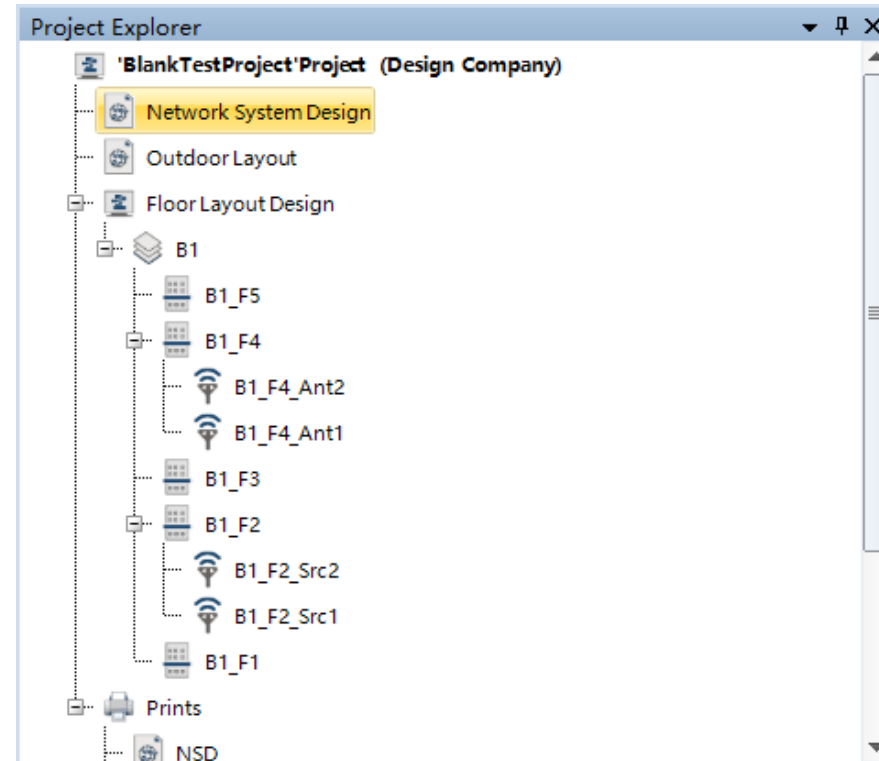 Project Explorer
'BlankTestProject'Project (Design Company)
Network System Design
Outdoor Layout
Floor Layout Design
B1
B1_F5
B1_F4
B1_F4_Ant2
B1_F4_Ant1
B1_F3
B1_F2
B1_F2_Src2
B1_F2_Src1
B1_F1
Prints
NSD